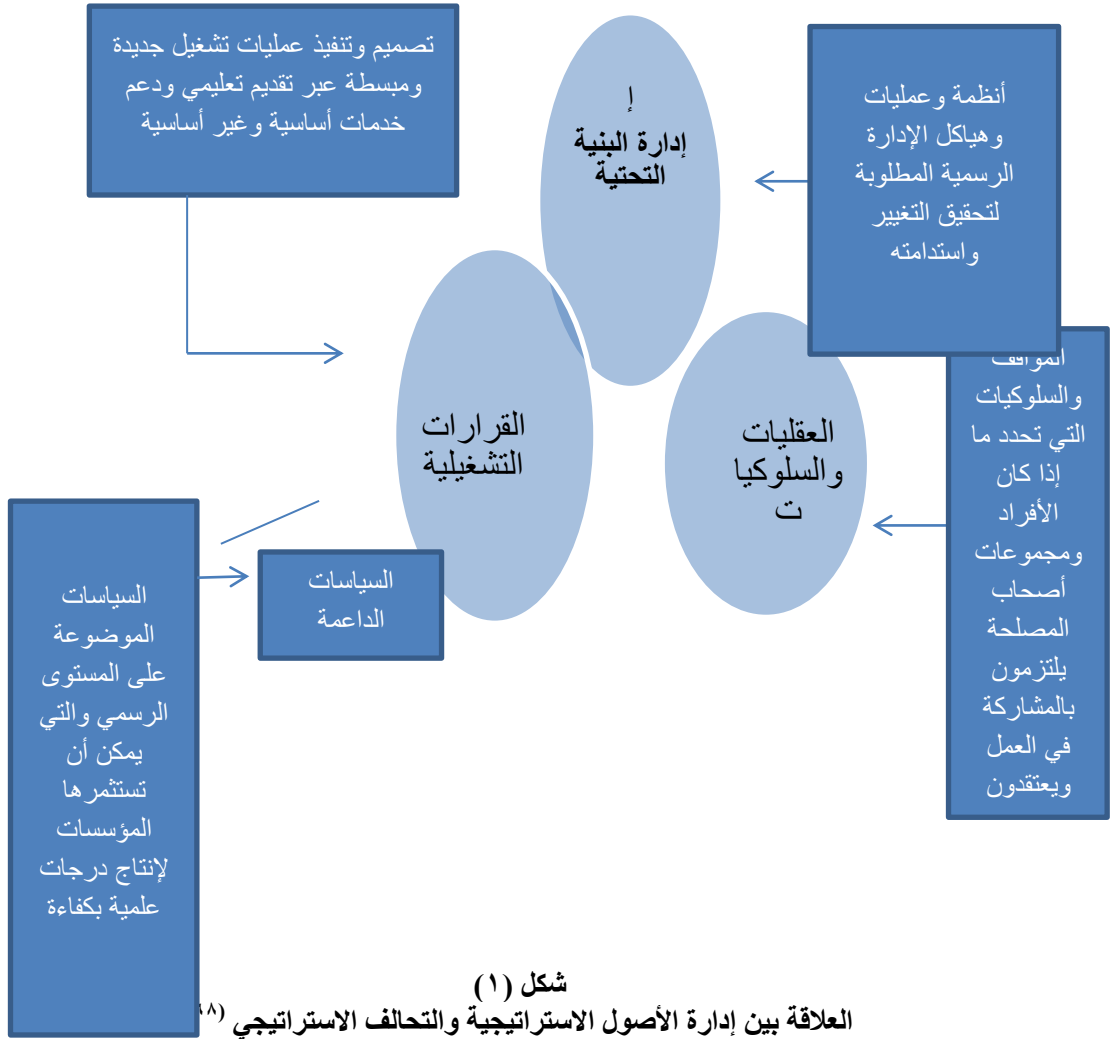 تصميم وتنفيذ عمليات تشغيل جديدة
ومبسطة عبر تقديم تعليمي ودعم
خدمات أساسية وغير أساسية
إ
إدارة البنية
التحتية
أنظمة وعمليات
وهياكل الإدارة
الرسمية المطلوبة
لتحقيق التغيير
واستدامته
القرارات
التشغيلية
العقليات
والسلوكيا
ت
المواقف
والسلوكيات
التي تحدد ما
إذا كان
الأفراد
ومجموعات
أصحاب
المصلحة
يلتزمون
بالمشاركة
في العمل
ويعتقدون
السياسات
الداعمة
السياسات
الموضوعة
على المستوى
الرسمي والتي
يمكن أن
تستثمرها
المؤسسات
لإنتاج درجات
علمية بكفاءة
شكل (١)
العلاقة بين إدارة الأصول الاستراتيجية والتحالف الاستراتيجي